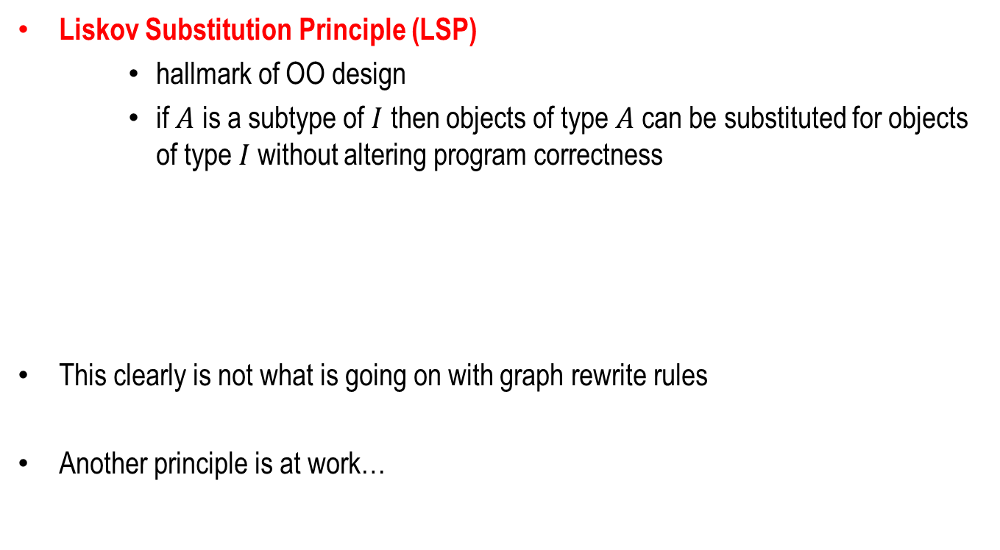 • Liskov Substitution Principle (LSP)
• hallmark of OO design
• if A is a subtype of I then objects of type A can be substituted for objects
of type I without altering program correctness
• This clearly is not what is going on with graph rewrite rules
• Another principle is at work…